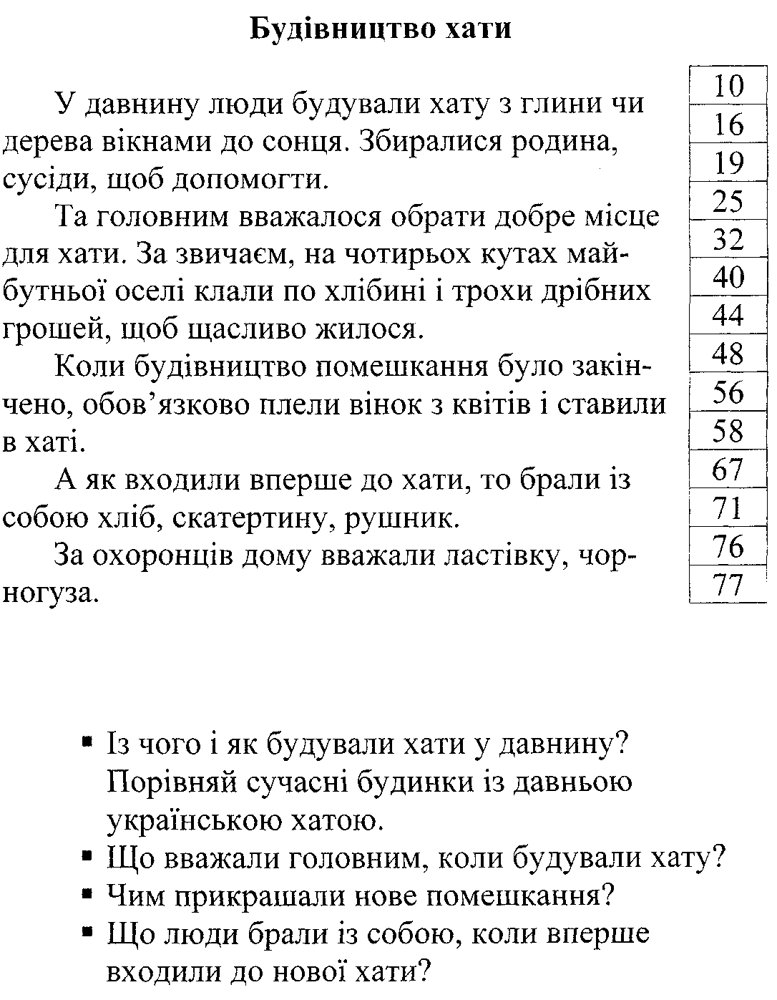 Будівництво хати
У давнину люди будували хату з глини чи
10
дерева вікнами до сонця. Збиралися родина,
16
сусіди, щоб допомогти.
19
Та головним вважалося обрати добре місце
25
для хати. За звичаєм, на чотирьох кутах май-
32
бутньої оселі клали по хлібині і трохи дрібних
40
грошей, щоб щасливо жилося.
44
Коли будівництво помешкання було закін-
48
чено, обов’язково плели вінок з квітів і ставили
56
в хаті.
58
А як входили вперше до хати, то брали із
67
собою хліб, скатертину, рушник.
71
За охоронців дому вважали ластівку, чор-
76
ногуза.
77
▪ Із чого і як будували хати у давнину?
Порівняй сучасні будинки із давньою
українською хатою.
▪ Що вважали головним, коли будували хату?
▪ Чим прикрашали нове помешкання?
▪ Що люди брали із собою, коли вперше
входили до нової хати?